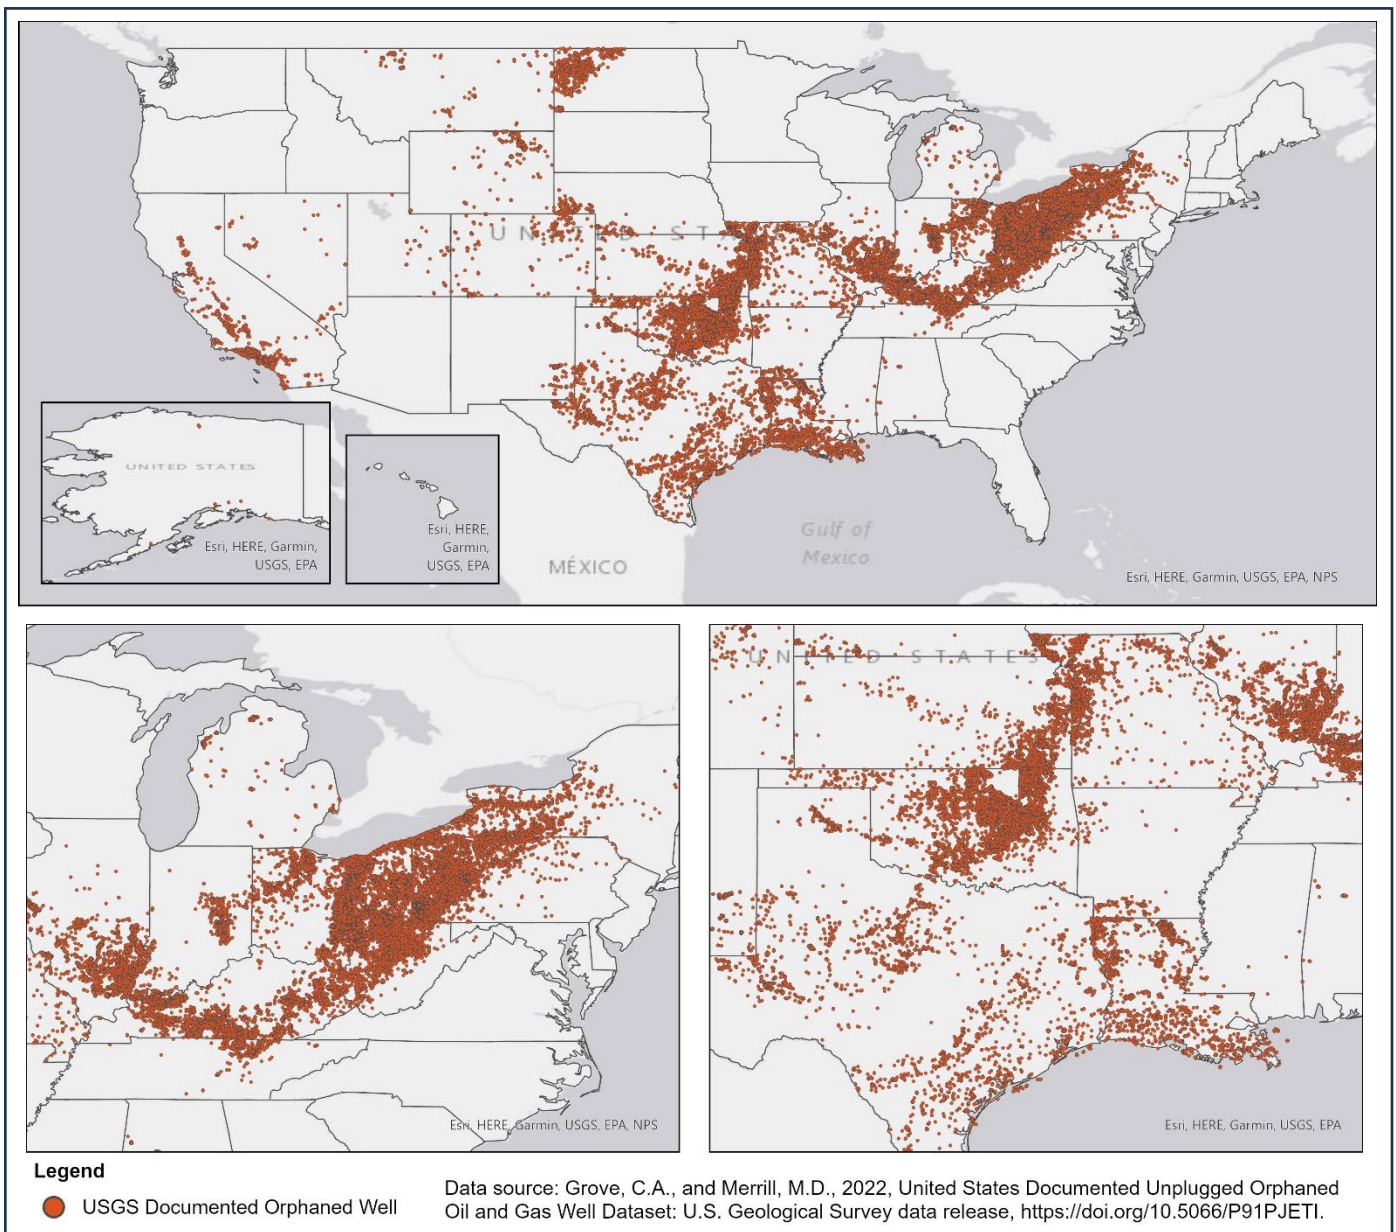 UNITED STATES
UNITED STATES
Esri, HERE, Garmin,
USGS, EPA
Esri, HERE,
Garmin,
USGS, EPA
MÉXICO
Gulf of
Mexico
Esri, HERE, Garmin, USGS, EPA, NPS
UNITED STATES
Esri, HERE, Garmin, USGS, EPA, NPS
Esri, HERE, Garmin, USGS, EPA
Legend
USGS Documented Orphaned Well
Data source: Grove, C.A., and Merrill, M.D., 2022, United States Documented Unplugged Orphaned
Oil and Gas Well Dataset: U.S. Geological Survey data release, https://doi.org/10.5066/P91PJETI.